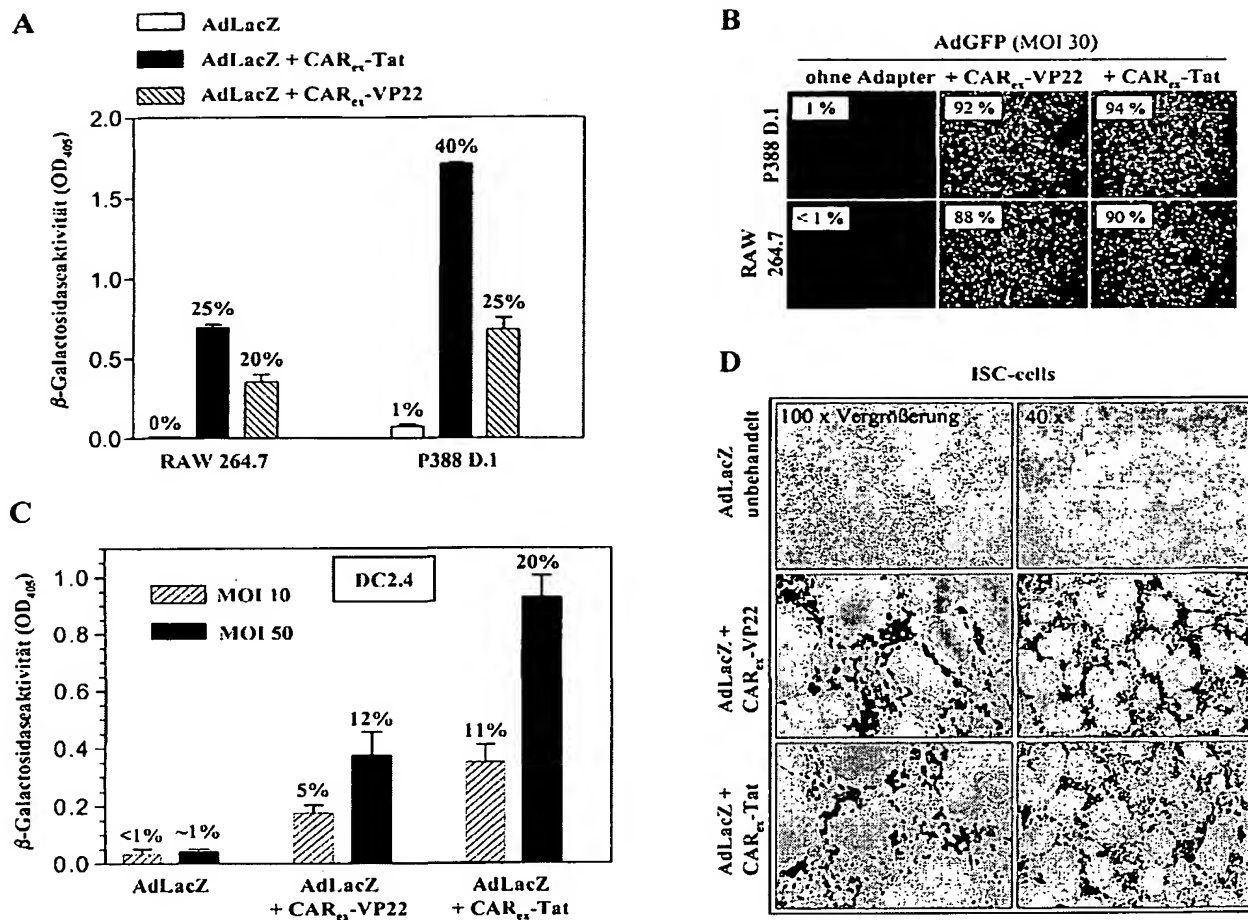 A
AdLacZ
AdLacZ + CARex-Tat
AdLacZ + CARex-VP22
β-Galactosidaseaktivität (OD405)
2.0
1.5
1.0
0.5
0.0
0%
25%
20%
1%
40%
25%
RAW 264.7
P388 D.1
B
AdGFP (MOI 30)
ohne Adapter
+ CARex-VP22
+ CARex-Tat
P388 D.1
1 %
92 %
94 %
RAW
264.7
< 1 %
88 %
90 %
C
β-Galactosidaseaktivität (OD405)
1.0
0.8
0.6
0.4
0.2
0.0
MOI 10
MOI 50
DC2.4
<1%
~1%
5%
12%
11%
20%
AdLacZ
AdLacZ
+ CARex-VP22
AdLacZ
+ CARex-Tat
D
ISC-cells
100 x Vergrößerung
40 x
AdLacZ
unbehandelt
AdLacZ +
CARex-VP22
AdLacZ +
CARex-Tat